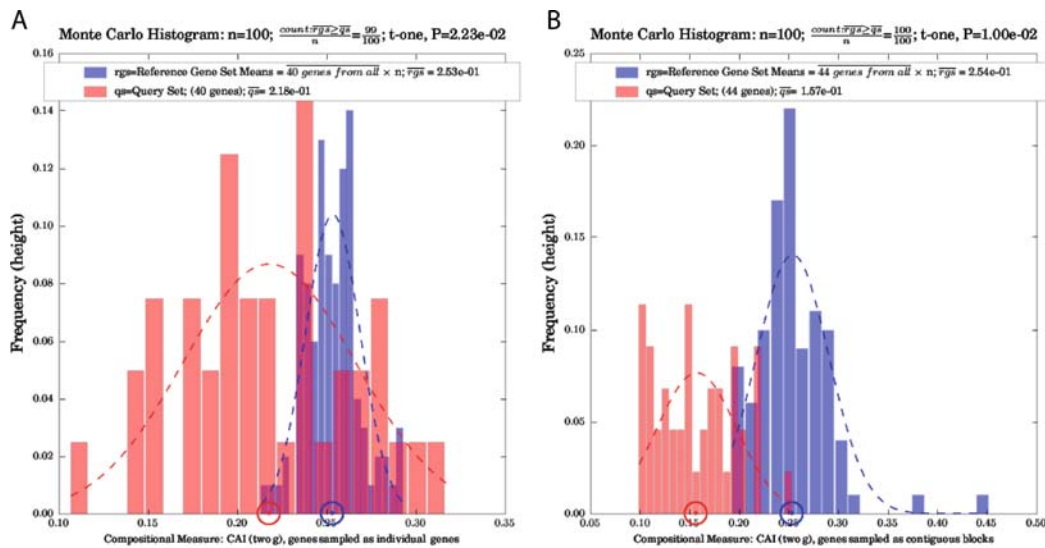 A
Monte Carlo Histogram: n=100; count:rgs≥qs/n=99/100; t-one, P=2.23e-02
0.16
rgs=Reference Gene Set Means = 40 genes from all × n; rgs = 2.53e-01
qs=Query Set; (40 genes); qs= 2.18e-01
0.14
0.12
0.10
0.08
0.06
0.04
0.02
0.00
Frequency (height)
0.10 0.15 0.20 0.25 0.30 0.35
Compositional Measure: CAI (two g), genes sampled as individual genes
B
Monte Carlo Histogram: n=100; count:rgs≥qs/n=100/100; t-one, P=1.00e-02
0.25
rgs=Reference Gene Set Means = 44 genes from all × n; rgs = 2.54e-01
qs=Query Set; (44 genes); qs= 1.57e-01
0.20
0.15
0.10
0.05
0.00
Frequency (height)
0.05 0.10 0.15 0.20 0.25 0.30 0.35 0.40 0.45 0.50
Compositional Measure: CAI (two g), genes sampled as contiguous blocks